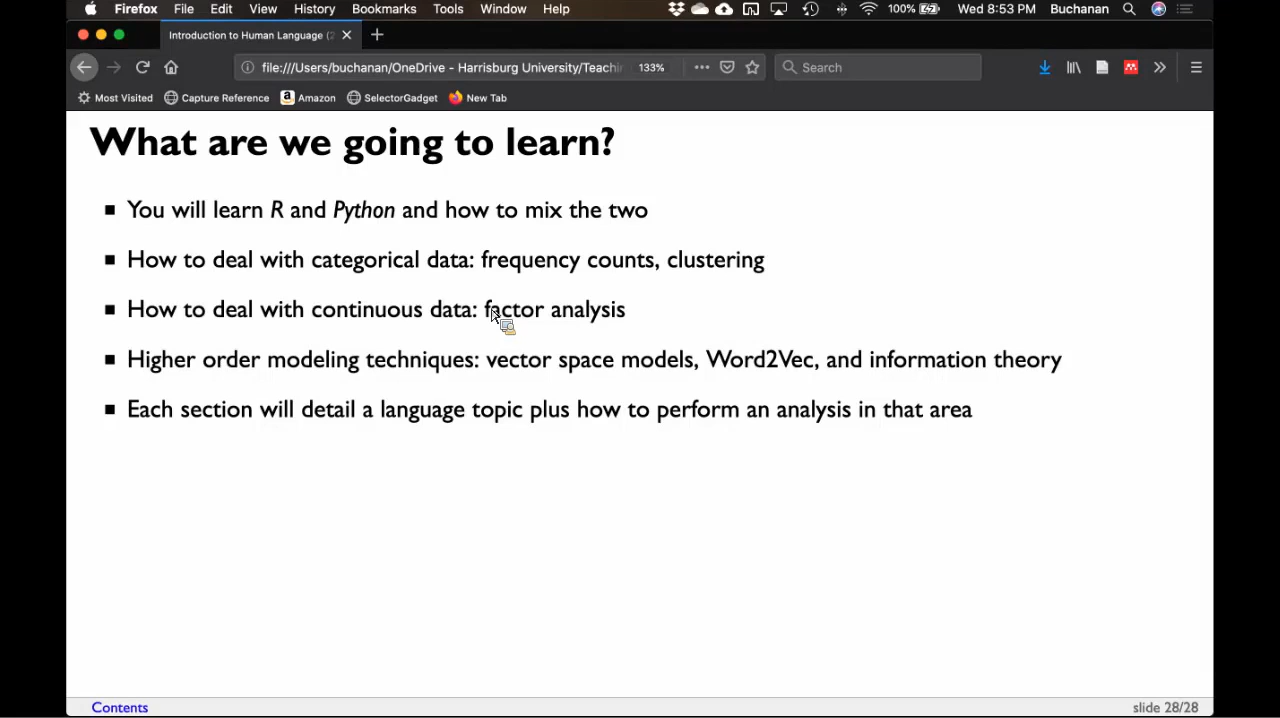 Firefox File Edit View History Bookmarks Tools Window Help 100% Wed 8:53 PM Buchanan
Introduction to Human Language (2
file:///Users/buchanan/OneDrive - Harrisburg University/Teachi 133% Search
Most Visited Capture Reference Amazon SelectorGadget New Tab
What are we going to learn?
You will learn R and Python and how to mix the two
How to deal with categorical data: frequency counts, clustering
How to deal with continuous data: factor analysis
Higher order modeling techniques: vector space models, Word2Vec, and information theory
Each section will detail a language topic plus how to perform an analysis in that area
Contents slide 28/28